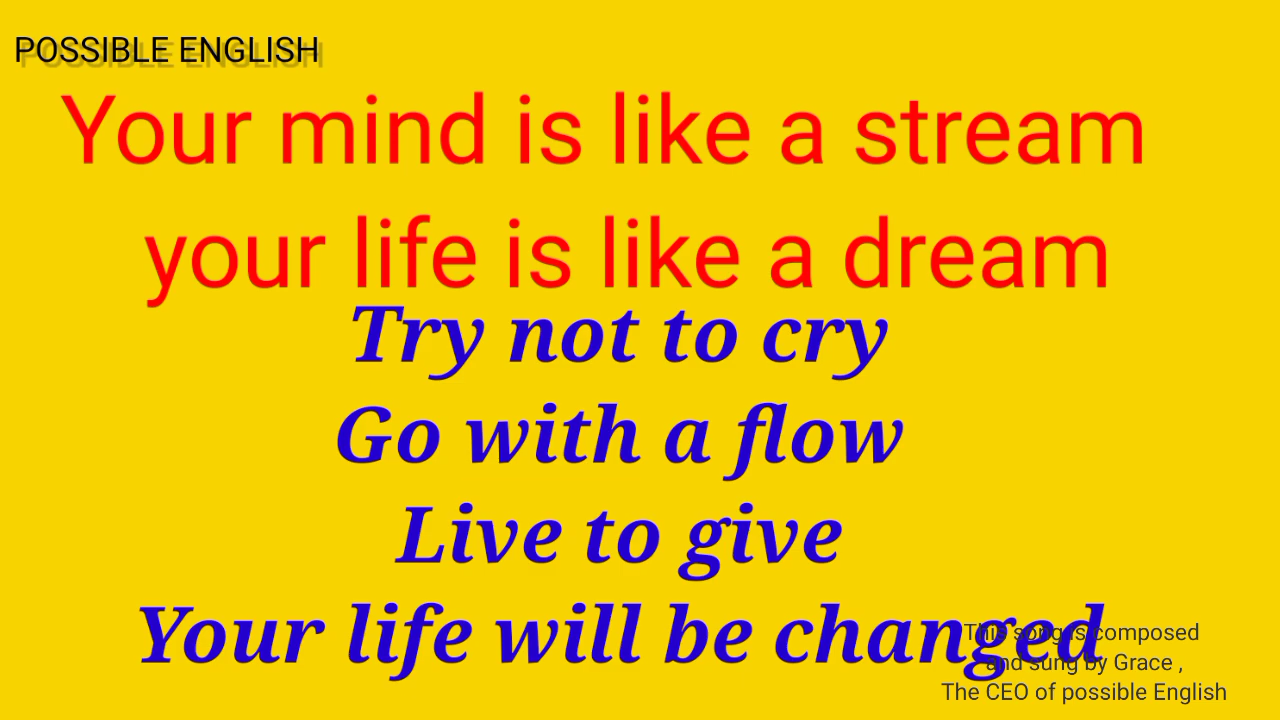 POSSIBLE ENGLISH
Your mind is like a stream
your life is like a dream
Try not to cry
Go with a flow
Live to give
Your life will be changed
This song is composed
and sung by Grace ,
The CEO of possible English